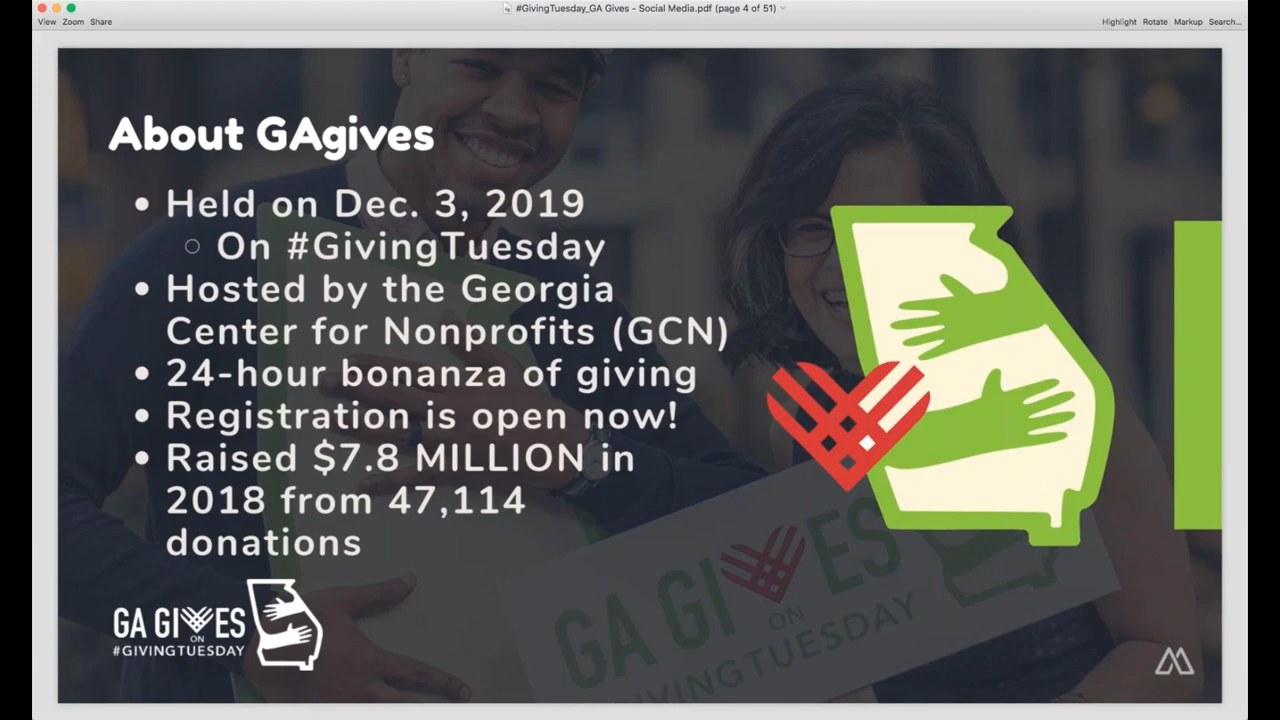 #GivingTuesday_GA Gives - Social Media.pdf (page 4 of 51)
View Zoom Share
Highlight Rotate Markup Search...
About GAgives
• Held on Dec. 3, 2019
○ On #GivingTuesday
• Hosted by the Georgia
Center for Nonprofits (GCN)
• 24-hour bonanza of giving
• Registration is open now!
• Raised $7.8 MILLION in
2018 from 47,114
donations
GA GIVES
ON
#GIVINGTUESDAY
GA GIVES
ON
GIVINGTUESDAY